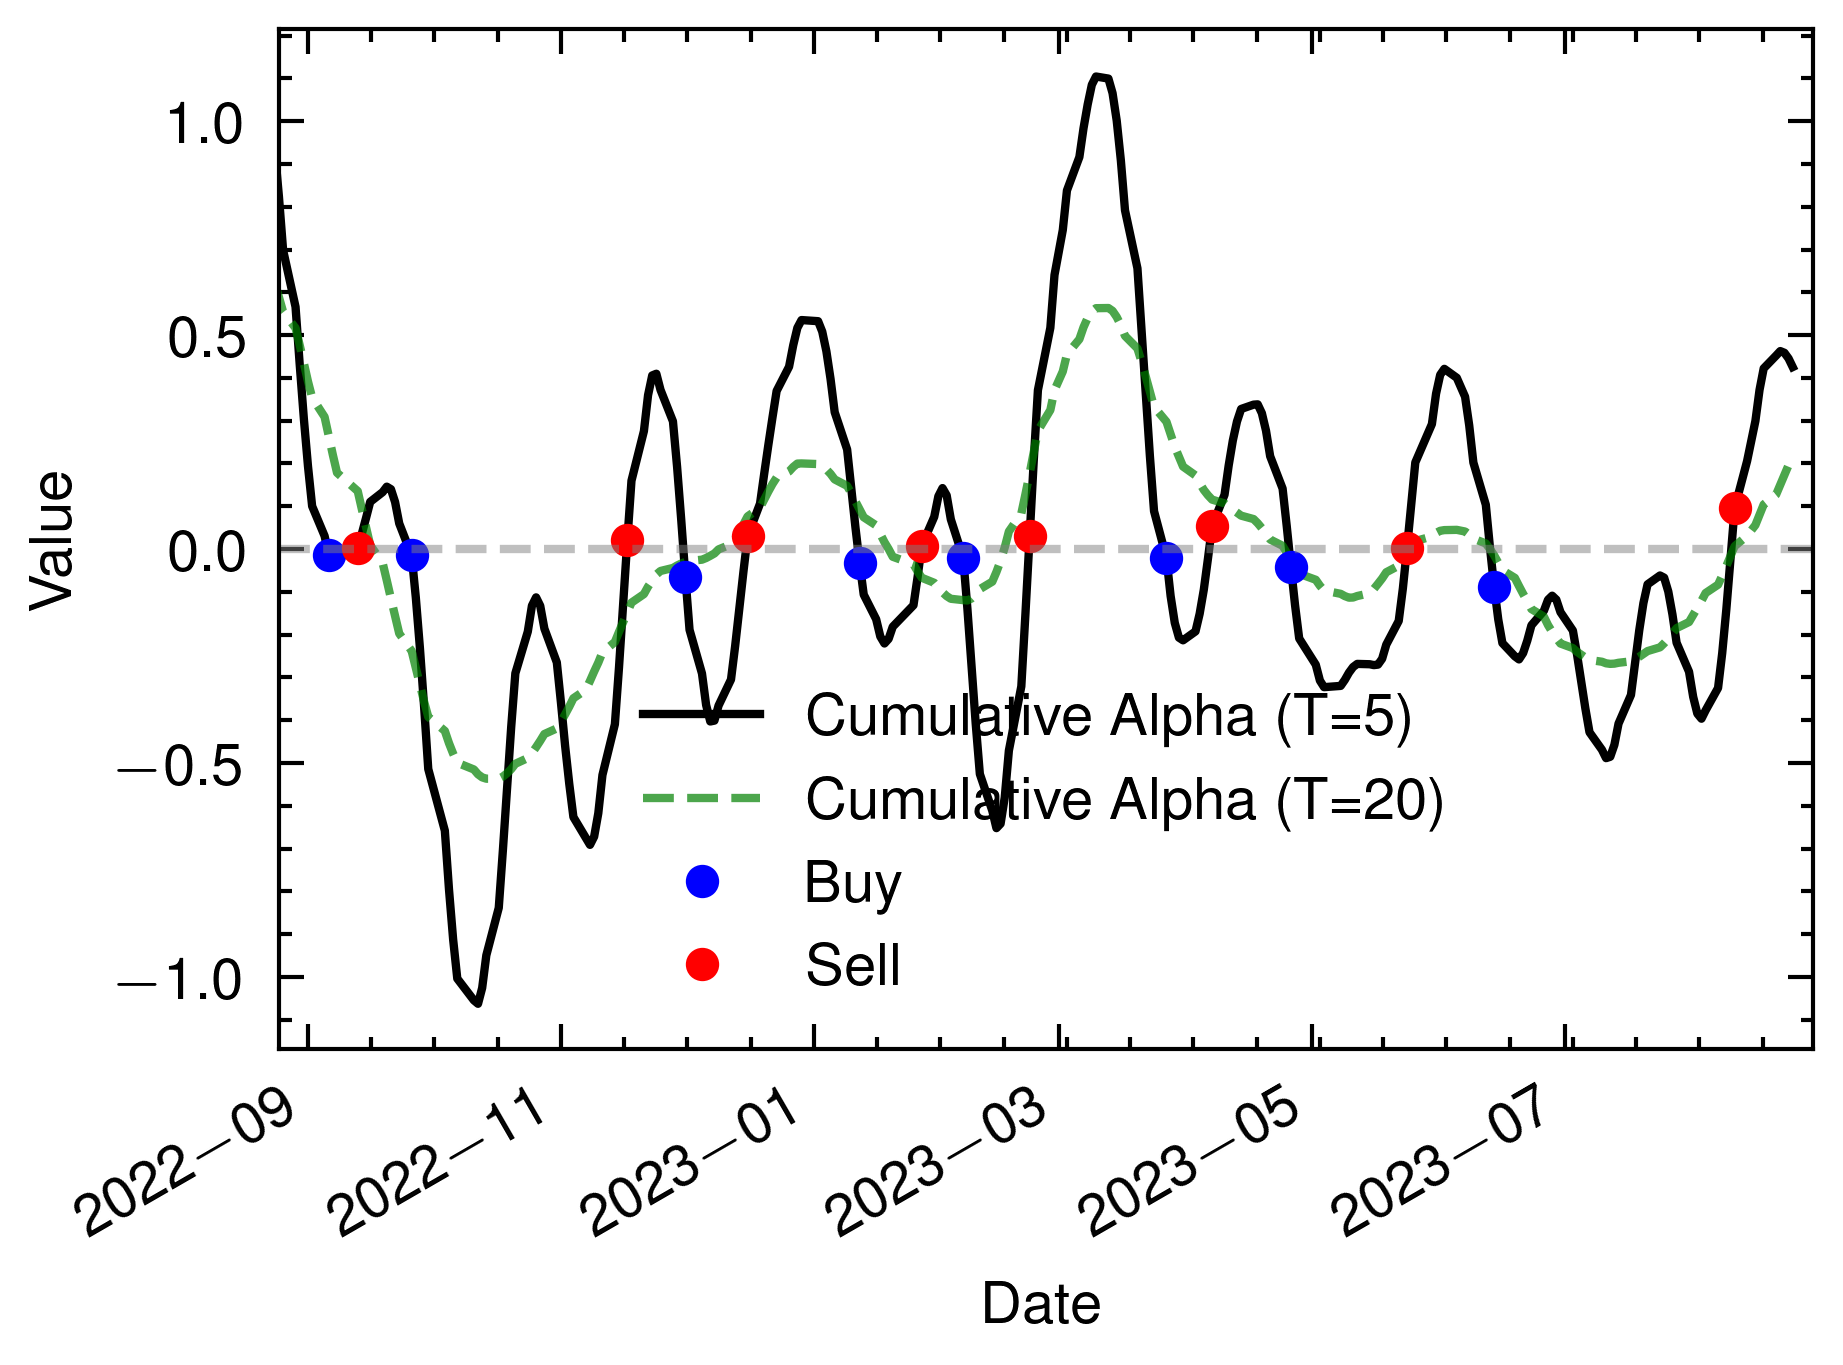 1.0
0.5
0.0
−0.5
−1.0
Value
Cumulative Alpha (T=5)
Cumulative Alpha (T=20)
Buy
Sell
2022−09
2022−11
2023−01
2023−03
2023−05
2023−07
Date